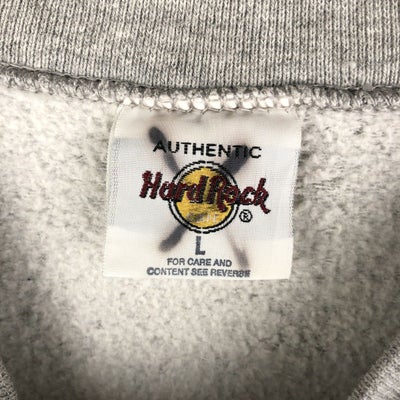 AUTHENTIC
Hard Rock
®
L
FOR CARE AND
CONTENT SEE REVERSE